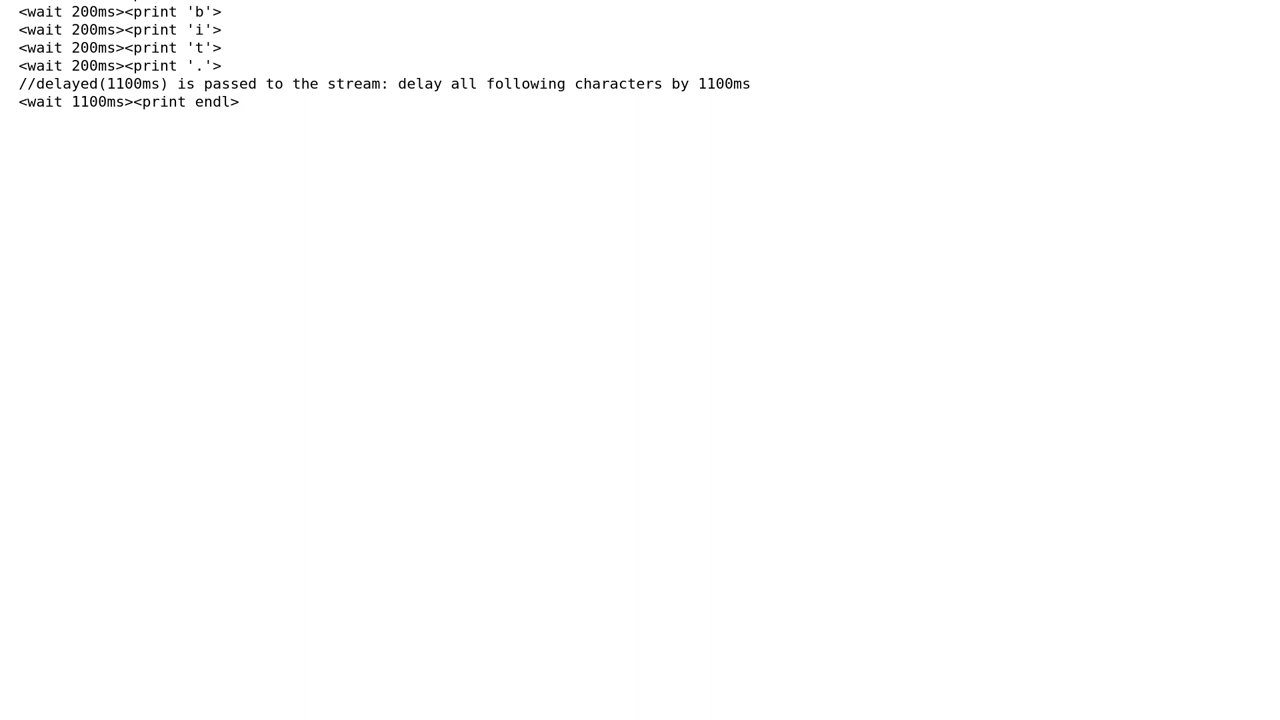 <wait 200ms><print 'b'>
<wait 200ms><print 'i'>
<wait 200ms><print 't'>
<wait 200ms><print '.'>
//delayed(1100ms) is passed to the stream: delay all following characters by 1100ms
<wait 1100ms><print endl>